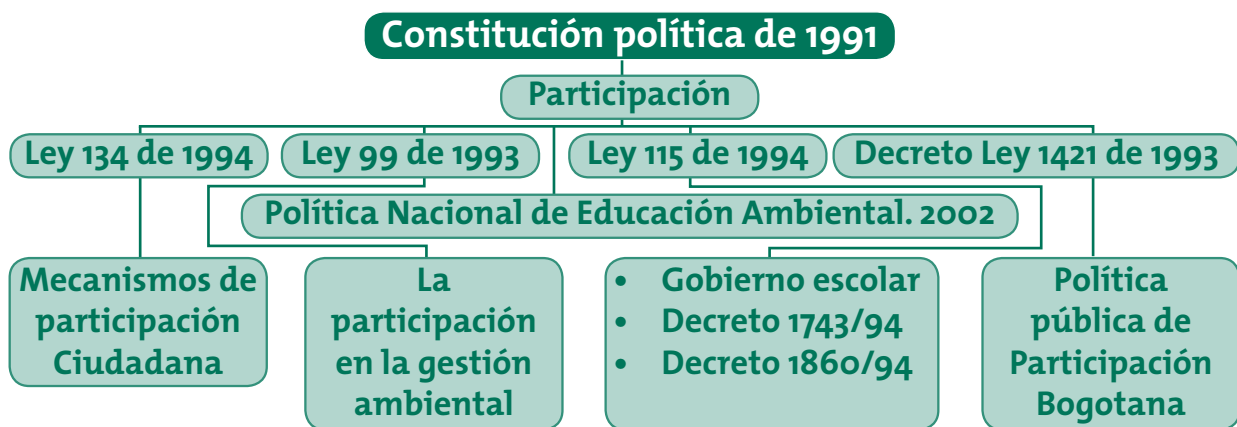 Constitución política de 1991
Participación
Ley 134 de 1994
Ley 99 de 1993
Ley 115 de 1994
Decreto Ley 1421 de 1993
Política Nacional de Educación Ambiental. 2002
Mecanismos de
participación
Ciudadana
La
participación
en la gestión
ambiental
• Gobierno escolar
• Decreto 1743/94
• Decreto 1860/94
Política
pública de
Participación
Bogotana